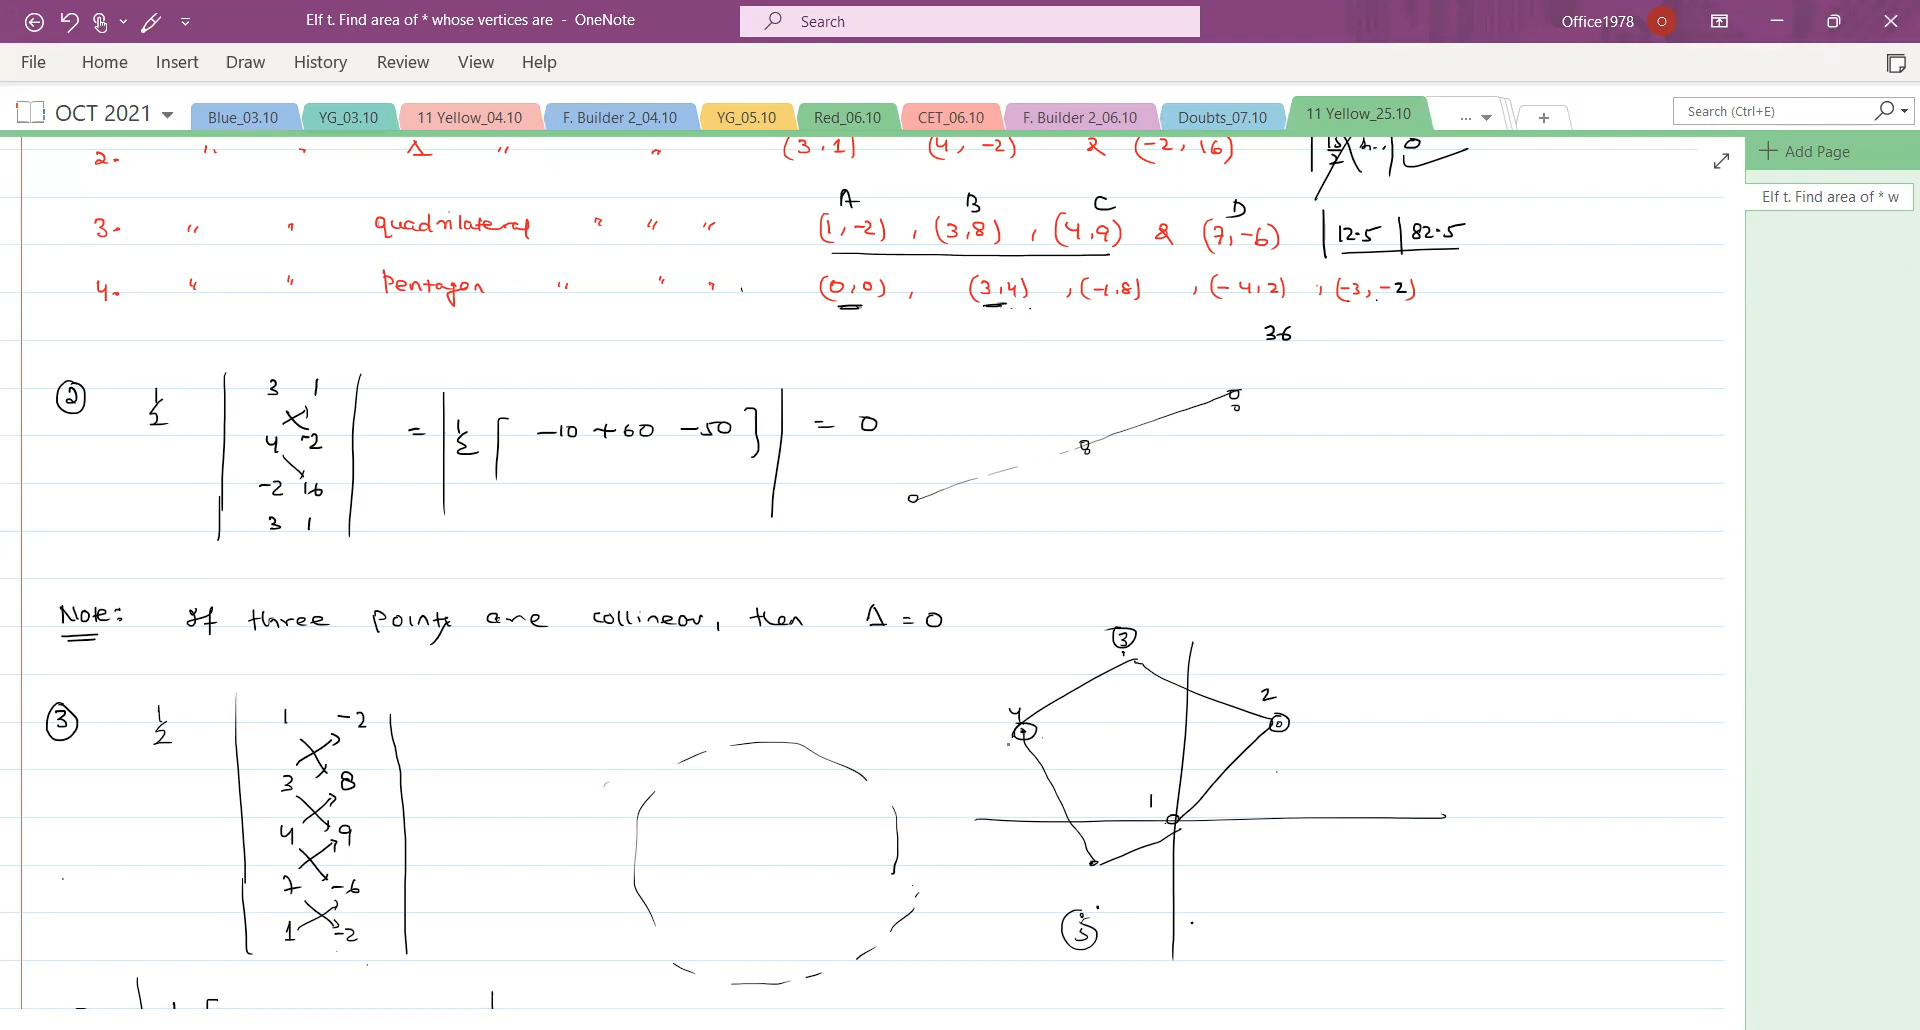 Elf t. Find area of * whose vertices are - OneNote
Search
Office1978
O
File Home Insert Draw History Review View Help
OCT 2021
Blue_03.10 YG_03.10 11 Yellow_04.10 F. Builder 2_04.10 YG_05.10 Red_06.10 CET_06.10 F. Builder 2_06.10 Doubts_07.10 11 Yellow_25.10 ... +
Search (Ctrl+E)
Add Page
Elf t. Find area of * w
2. " " Δ " " (3,1) (4,-2) & (-2,16) 0
A B C D
3. " " quadrilateral " " " (1,-2), (3,8), (4,9) & (7,-6) | 12.5 | 82.5
4. " " Pentagon " " " (0,0), (3,4), (-1,8), (-4,2), (-3,-2)
36
② 1/2 | 3 1
4 -2
-2 16
3 1 | = | 1/2 [ -10 +60 -50 ] | = 0
Note: If three points are collinear, then Δ = 0
③ 1/2 | 1 -2
3 8
4 9
7 -6
1 -2 |
③
4 2
1
⑤